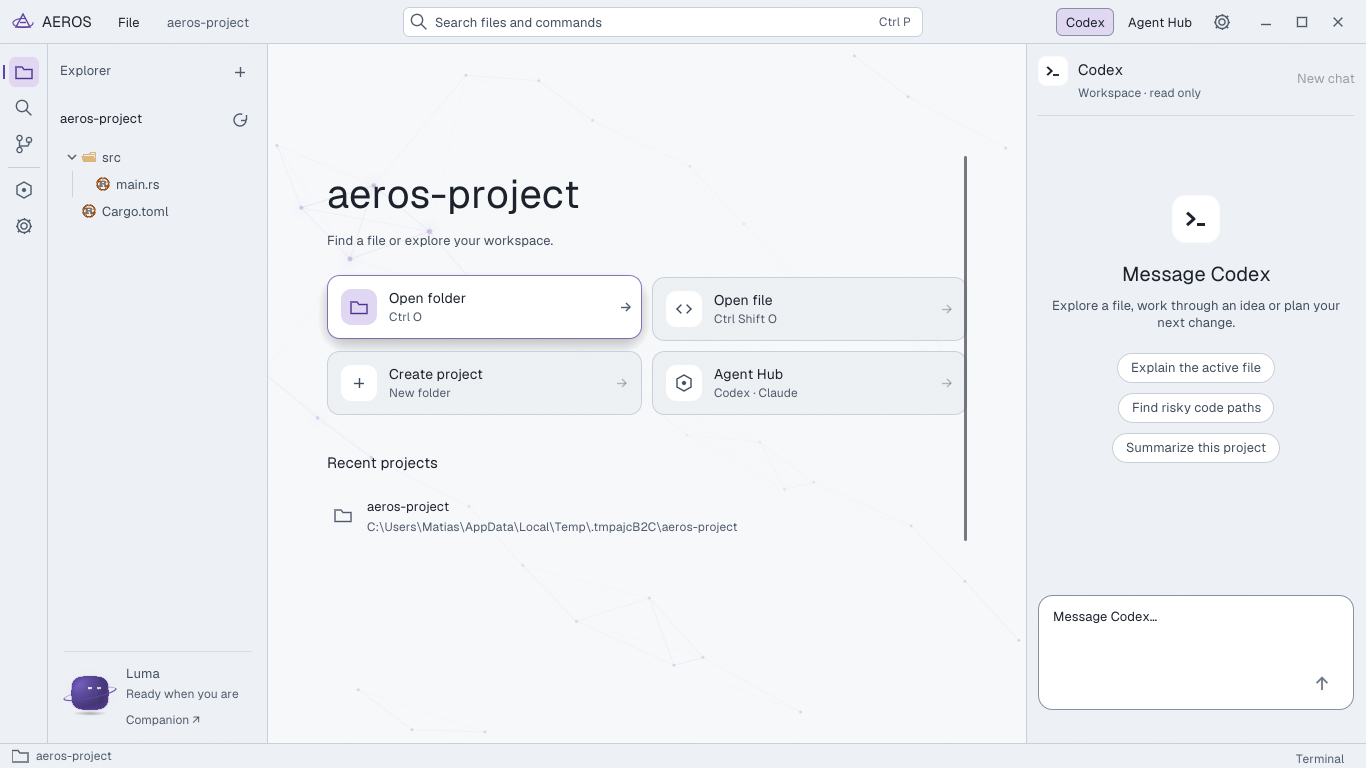 AEROS File aeros-project
Search files and commands Ctrl P
Codex Agent Hub
Explorer
aeros-project
src
main.rs
Cargo.toml
Luma
Ready when you are
Companion ↗
aeros-project
Find a file or explore your workspace.
Open folder
Ctrl O
Open file
Ctrl Shift O
Create project
New folder
Agent Hub
Codex · Claude
Recent projects
aeros-project
C:\Users\Matias\AppData\Local\Temp\.tmpajcB2C\aeros-project
Codex
Workspace · read only
New chat
Message Codex
Explore a file, work through an idea or plan your
next change.
Explain the active file
Find risky code paths
Summarize this project
Message Codex…
aeros-project
Terminal